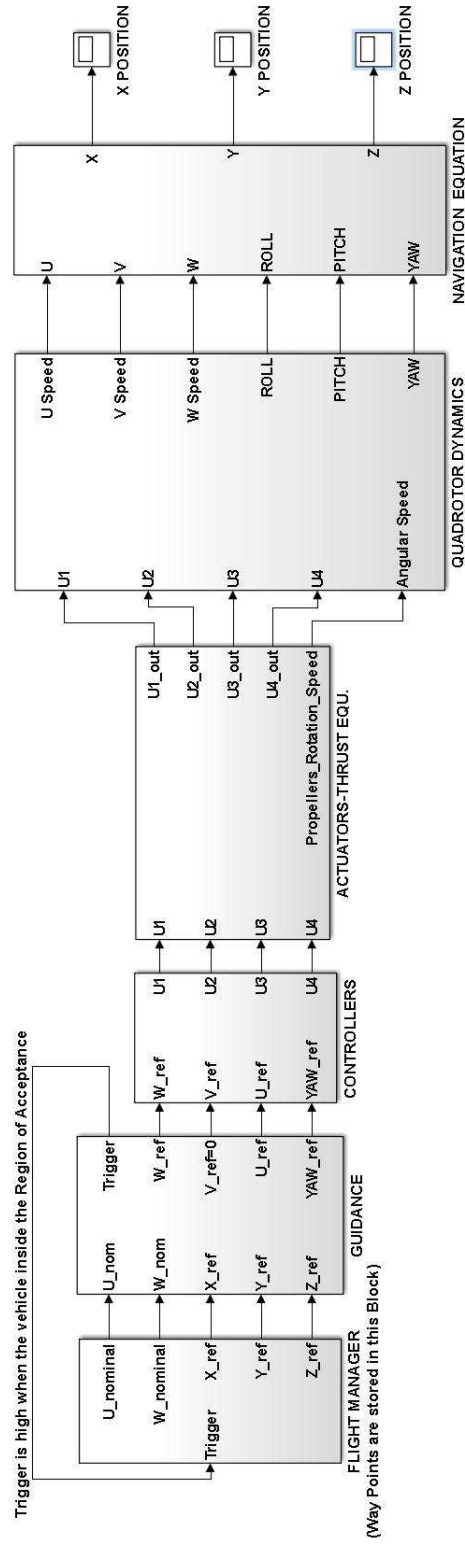 Trigger is high when the vehicle inside the Region of Acceptance
Trigger
U_nominal
W_nominal
X_ref
Y_ref
Z_ref
FLIGHT MANAGER
(Way Points are stored in this Block)
U_nom
W_nom
X_ref
Y_ref
Z_ref
Trigger
W_ref
V_ref=0
U_ref
YAW_ref
GUIDANCE
W_ref
V_ref
U_ref
YAW_ref
U1
U2
U3
U4
CONTROLLERS
U1
U2
U3
U4
U1_out
U2_out
U3_out
U4_out
Propellers_Rotation_Speed
ACTUATORS-THRUST EQU.
U1
U2
U3
U4
Angular Speed
U Speed
V Speed
W Speed
ROLL
PITCH
YAW
QUADROTOR DYNAMICS
U
V
W
ROLL
PITCH
YAW
X
Y
Z
NAVIGATION EQUATION
X POSITION
Y POSITION
Z POSITION